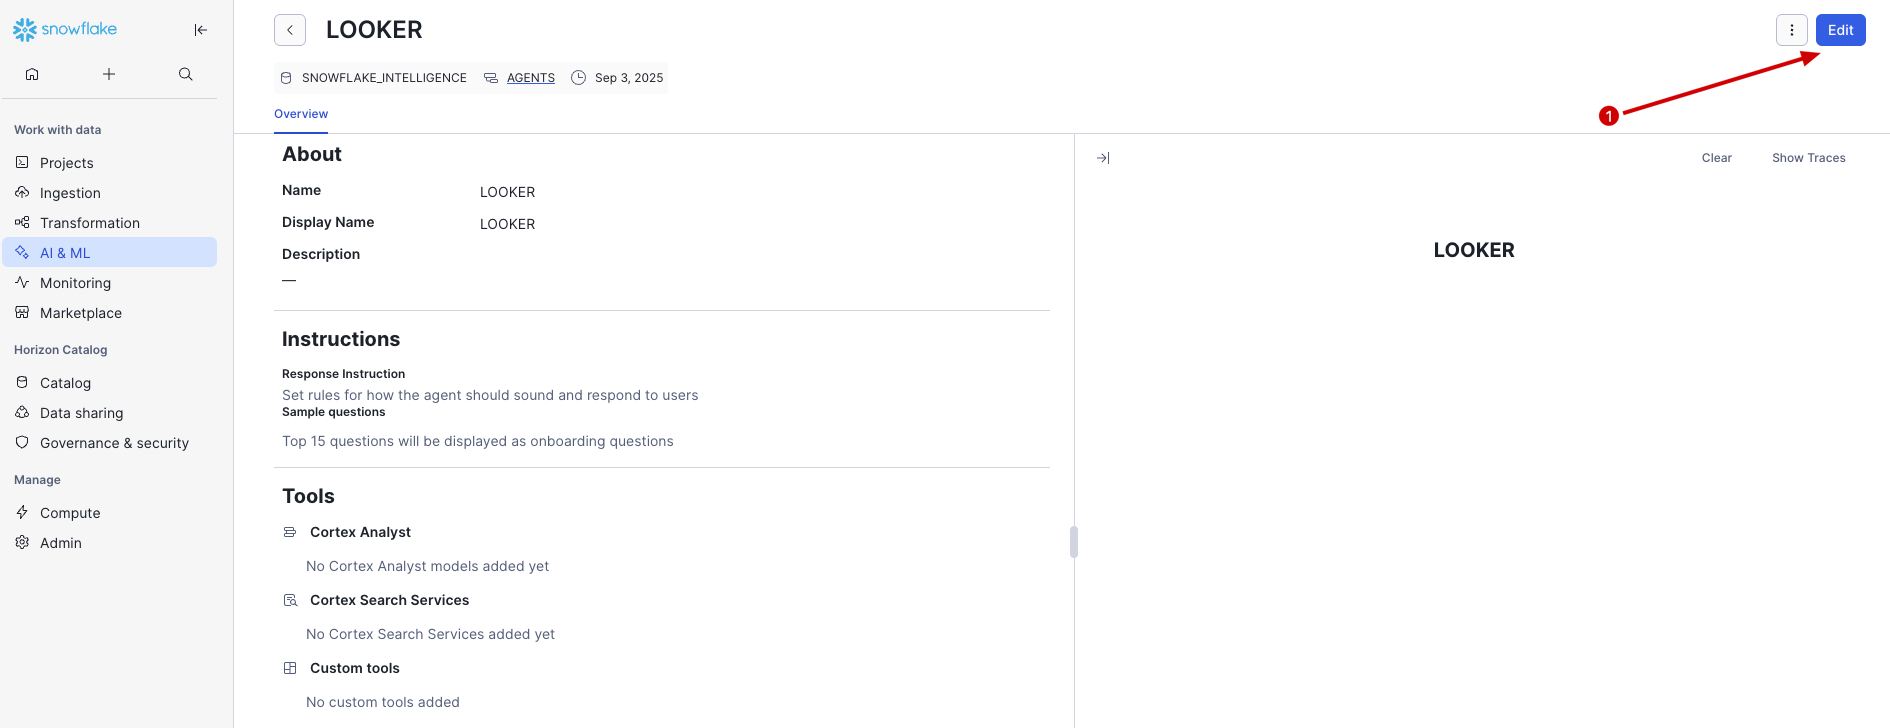 snowflake
LOOKER
Edit
SNOWFLAKE_INTELLIGENCE AGENTS Sep 3, 2025
Overview
1
Work with data
Projects
Ingestion
Transformation
AI & ML
Monitoring
Marketplace
Horizon Catalog
Catalog
Data sharing
Governance & security
Manage
Compute
Admin
About
Name LOOKER
Display Name LOOKER
Description
—
Instructions
Response Instruction
Set rules for how the agent should sound and respond to users
Sample questions
Top 15 questions will be displayed as onboarding questions
Tools
Cortex Analyst
No Cortex Analyst models added yet
Cortex Search Services
No Cortex Search Services added yet
Custom tools
No custom tools added
Clear Show Traces
LOOKER